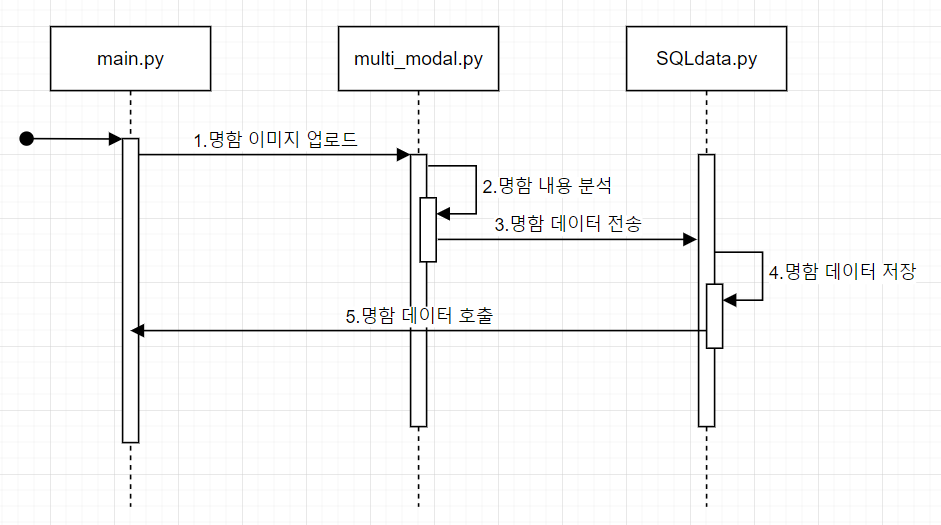 main.py
multi_modal.py
SQLdata.py
1.명함 이미지 업로드
2.명함 내용 분석
3.명함 데이터 전송
4.명함 데이터 저장
5.명함 데이터 호출